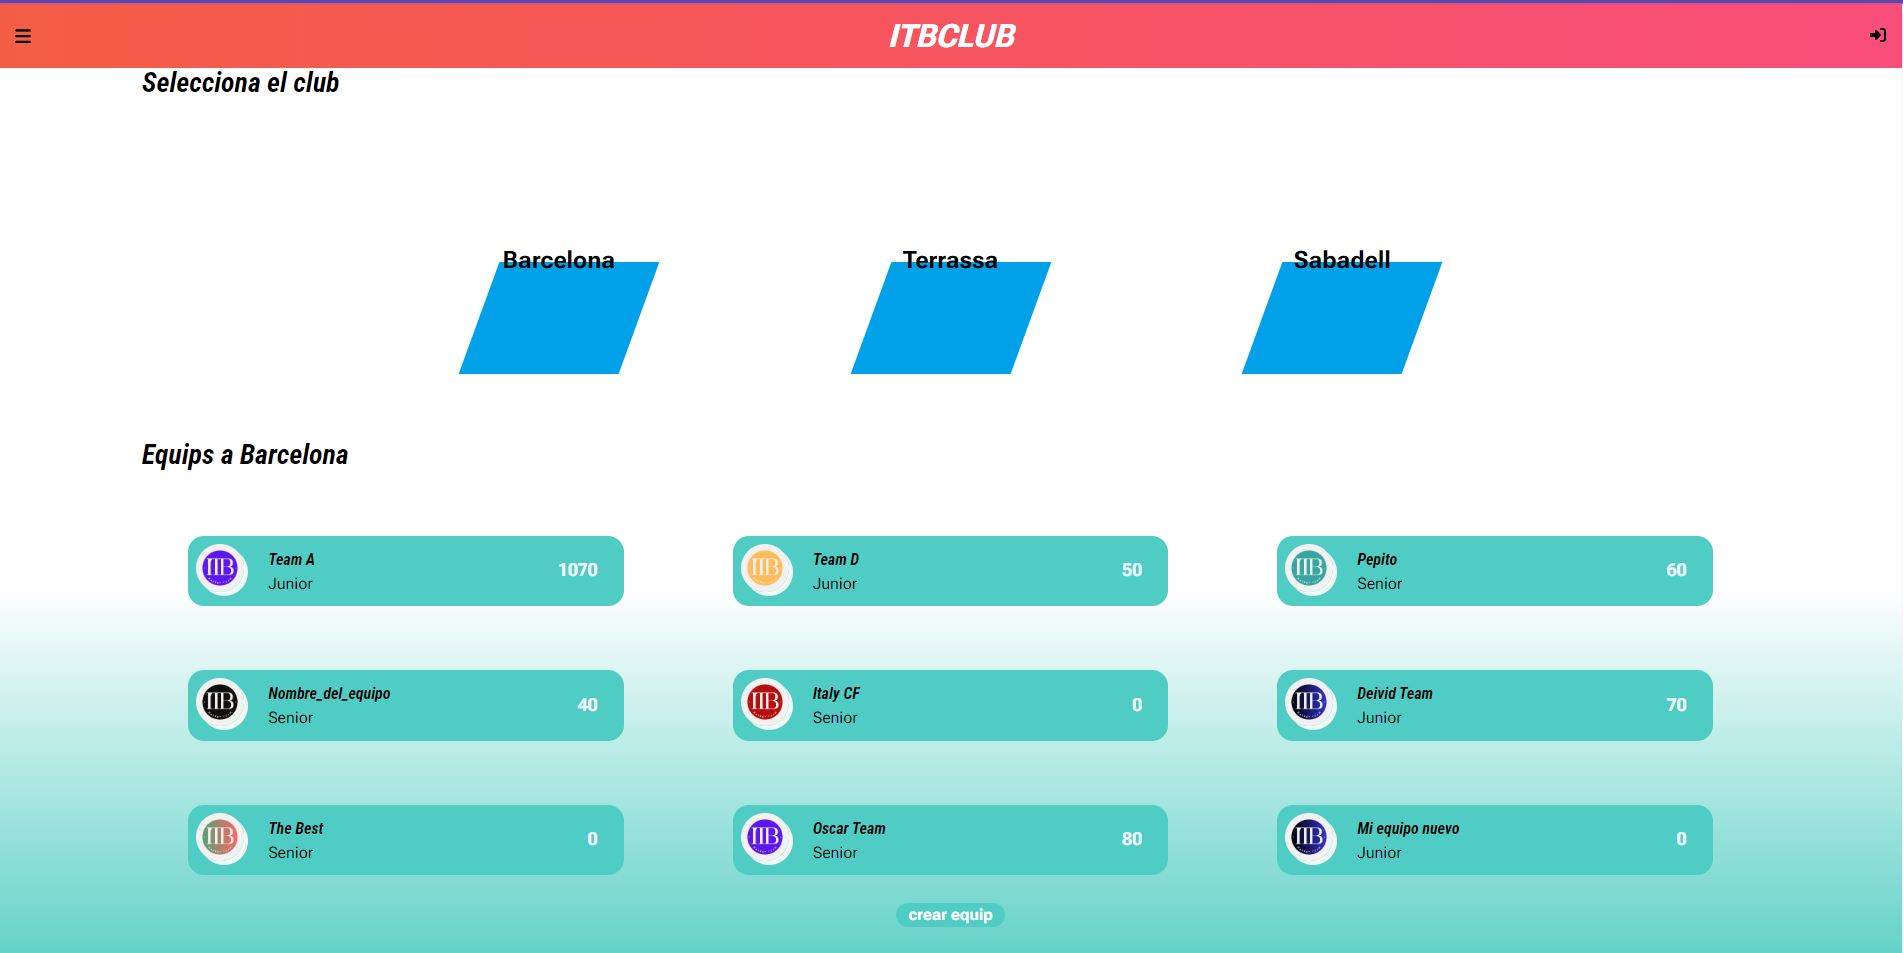 ITBCLUB
Selecciona el club
Barcelona
Terrassa
Sabadell
Equips a Barcelona
Team A
Junior
1070
Team D
Junior
50
Pepito
Senior
60
Nombre_del_equipo
Senior
40
Italy CF
Senior
0
Deivid Team
Junior
70
The Best
Senior
0
Oscar Team
Senior
80
Mi equipo nuevo
Junior
0
crear equip